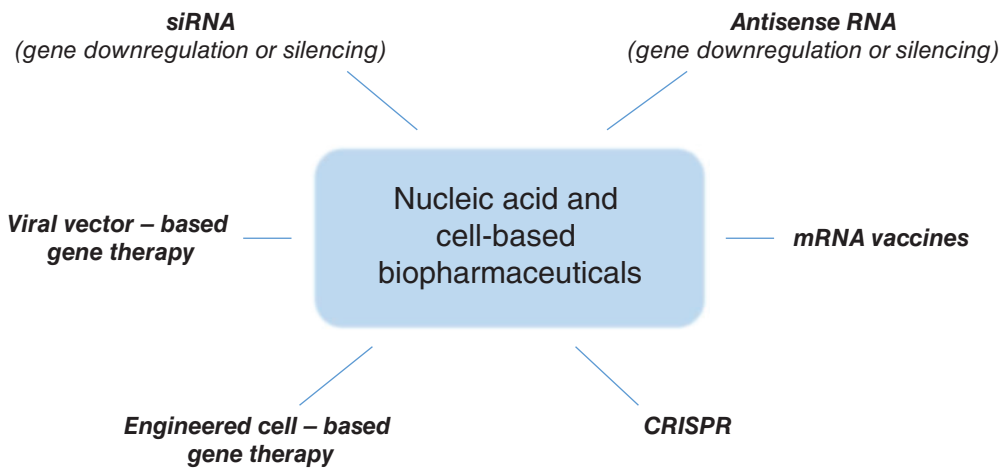 siRNA
(gene downregulation or silencing)
Antisense RNA
(gene downregulation or silencing)
Nucleic acid and
cell-based
biopharmaceuticals
Viral vector – based
gene therapy
mRNA vaccines
Engineered cell – based
gene therapy
CRISPR